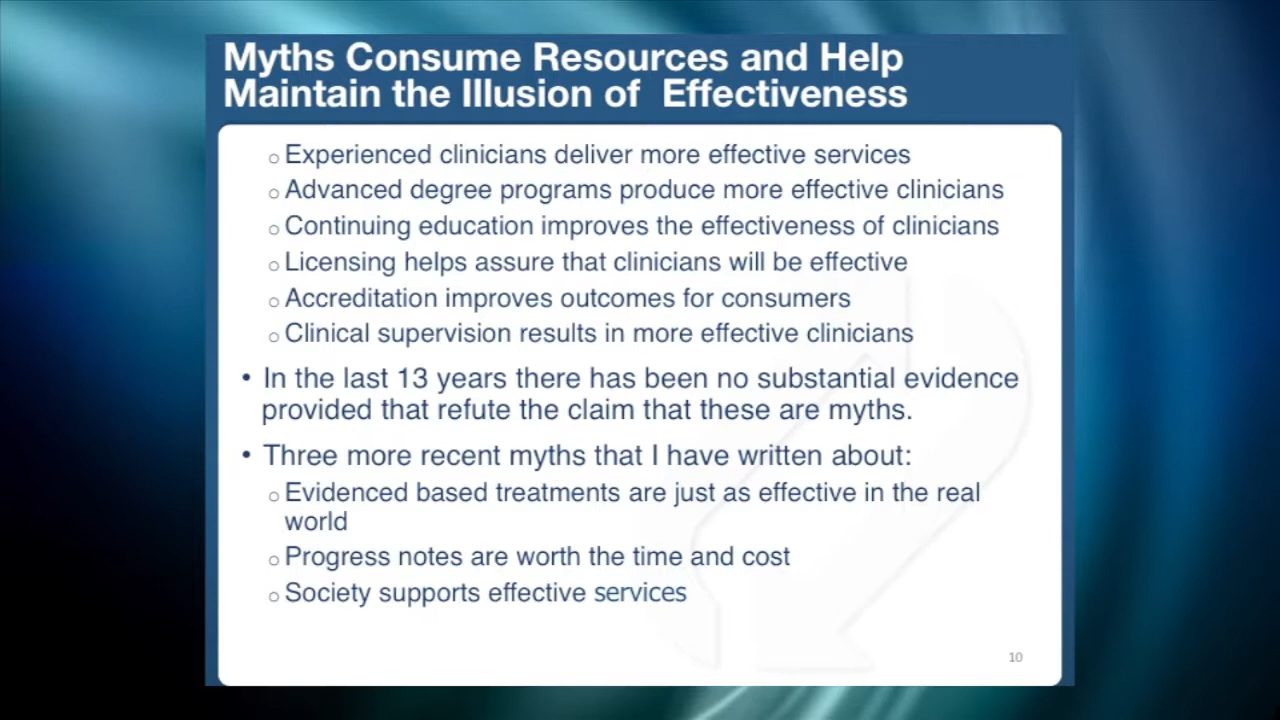 Myths Consume Resources and Help
Maintain the Illusion of Effectiveness
○ Experienced clinicians deliver more effective services
○ Advanced degree programs produce more effective clinicians
○ Continuing education improves the effectiveness of clinicians
○ Licensing helps assure that clinicians will be effective
○ Accreditation improves outcomes for consumers
○ Clinical supervision results in more effective clinicians
• In the last 13 years there has been no substantial evidence
provided that refute the claim that these are myths.
• Three more recent myths that I have written about:
○ Evidenced based treatments are just as effective in the real
world
○ Progress notes are worth the time and cost
○ Society supports effective services
10